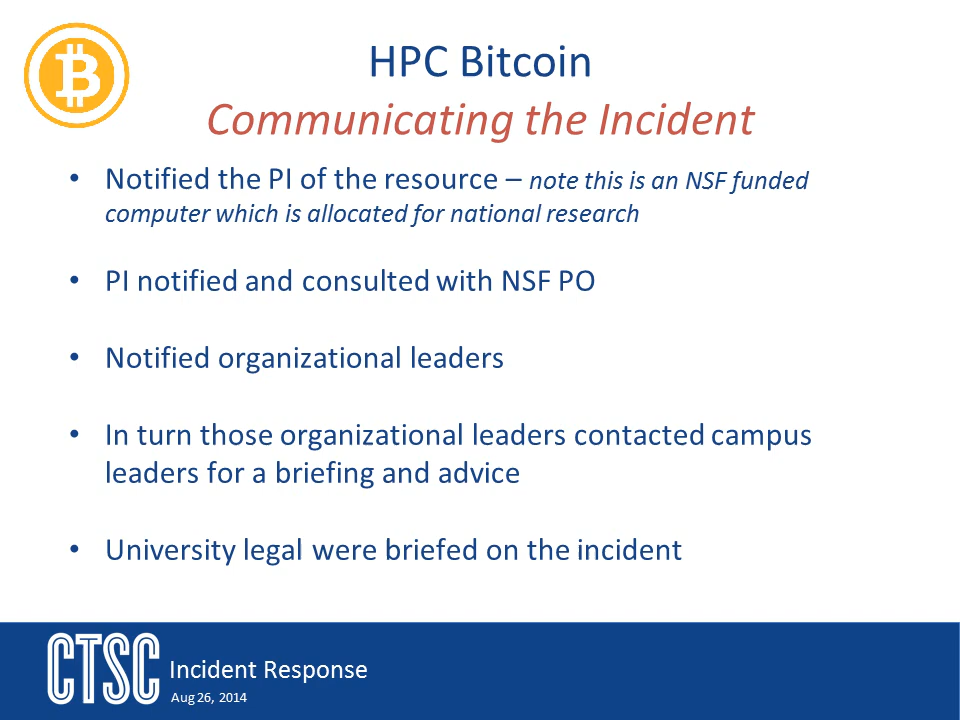 HPC Bitcoin
Communicating the Incident
• Notified the PI of the resource – note this is an NSF funded
computer which is allocated for national research
• PI notified and consulted with NSF PO
• Notified organizational leaders
• In turn those organizational leaders contacted campus
leaders for a briefing and advice
• University legal were briefed on the incident
CTSC
Incident Response
Aug 26, 2014